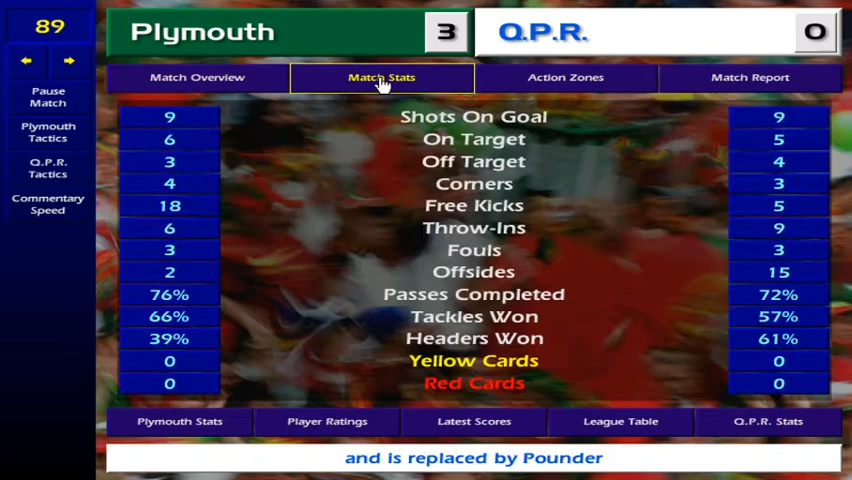 89
Plymouth 3 Q.P.R. 0
Match Overview Match Stats Action Zones Match Report
Pause Match
Plymouth Tactics
Q.P.R. Tactics
Commentary Speed
9 Shots On Goal 9
6 On Target 5
3 Off Target 4
4 Corners 3
18 Free Kicks 5
6 Throw-Ins 9
3 Fouls 3
2 Offsides 15
76% Passes Completed 72%
66% Tackles Won 57%
39% Headers Won 61%
0 Yellow Cards 0
0 Red Cards 0
Plymouth Stats Player Ratings Latest Scores League Table Q.P.R. Stats
and is replaced by Pounder